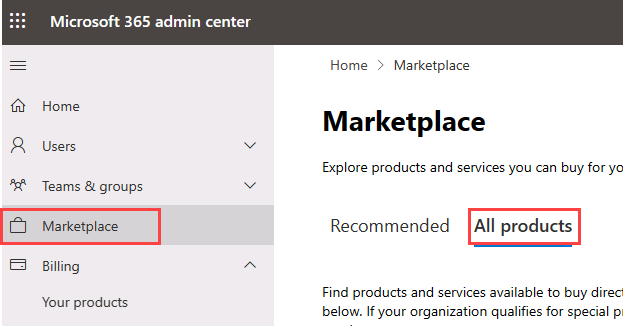 Microsoft 365 admin center
Home > Marketplace
Home
Users
Teams & groups
Marketplace
Billing
Your products
Marketplace
Explore products and services you can buy for
Recommended
All products
Find products and services available to buy
below. If your organization qualifies for special